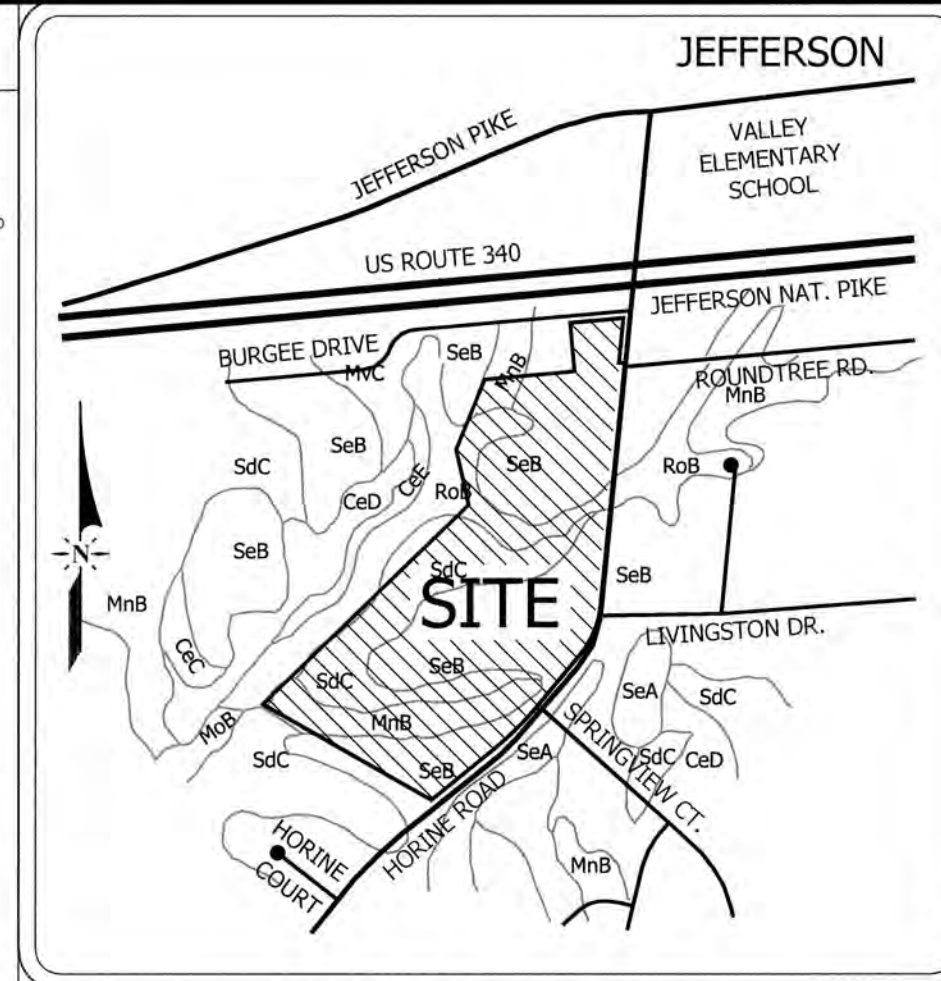 JEFFERSON
JEFFERSON PIKE
VALLEY
ELEMENTARY
SCHOOL
US ROUTE 340
JEFFERSON NAT. PIKE
BURGEE DRIVE
SeB
MnB
MvC
ROUNDTREE RD.
MnB
SeB
SdC
CeD
CeE
RoB
SeB
RoB
SeB
SdC
SITE
SeB
N
MnB
CeC
SeB
LIVINGSTON DR.
SdC
MnB
SeA
SdC
MoB
SdC
SeB
SeA
SPRINGVIEW CT.
SdC
CeD
HORINE ROAD
HORINE
COURT
MnB